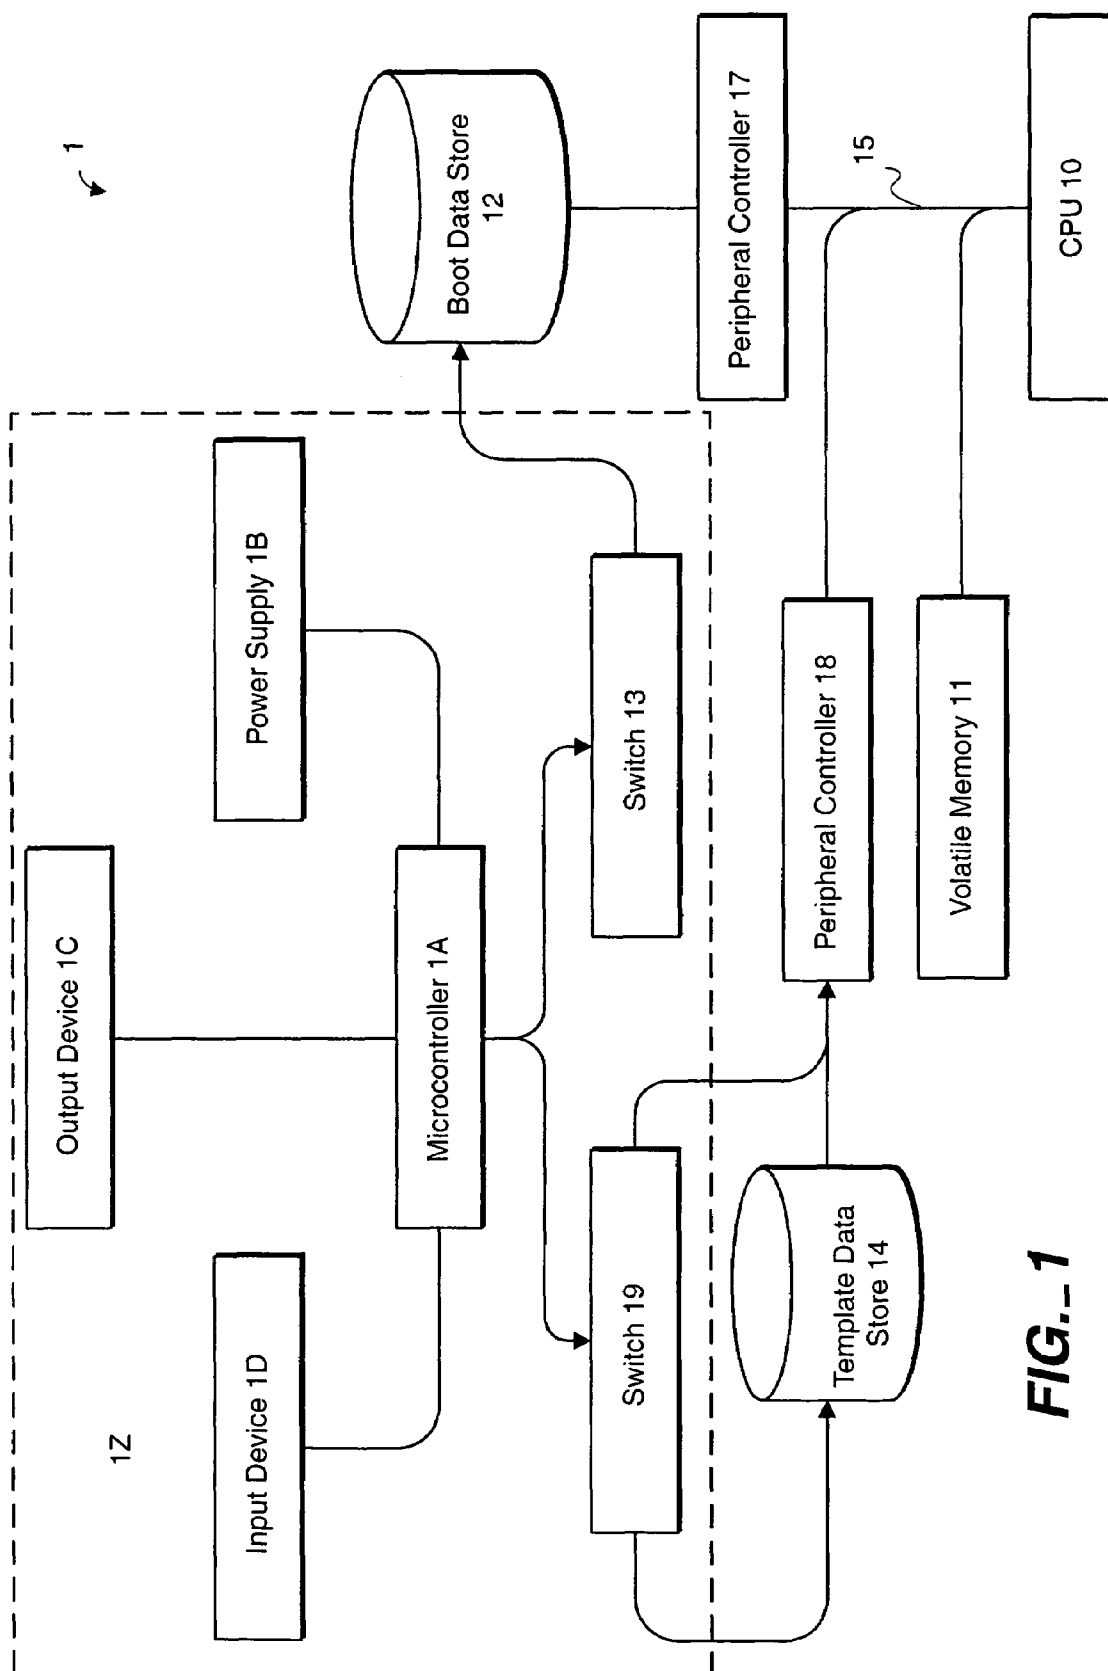 1
1Z
Output Device 1C
Input Device 1D
Power Supply 1B
Microcontroller 1A
Boot Data Store
12
Switch 19
Switch 13
Peripheral Controller 17
Template Data
Store 14
Peripheral Controller 18
15
Volatile Memory 11
CPU 10
FIG._1